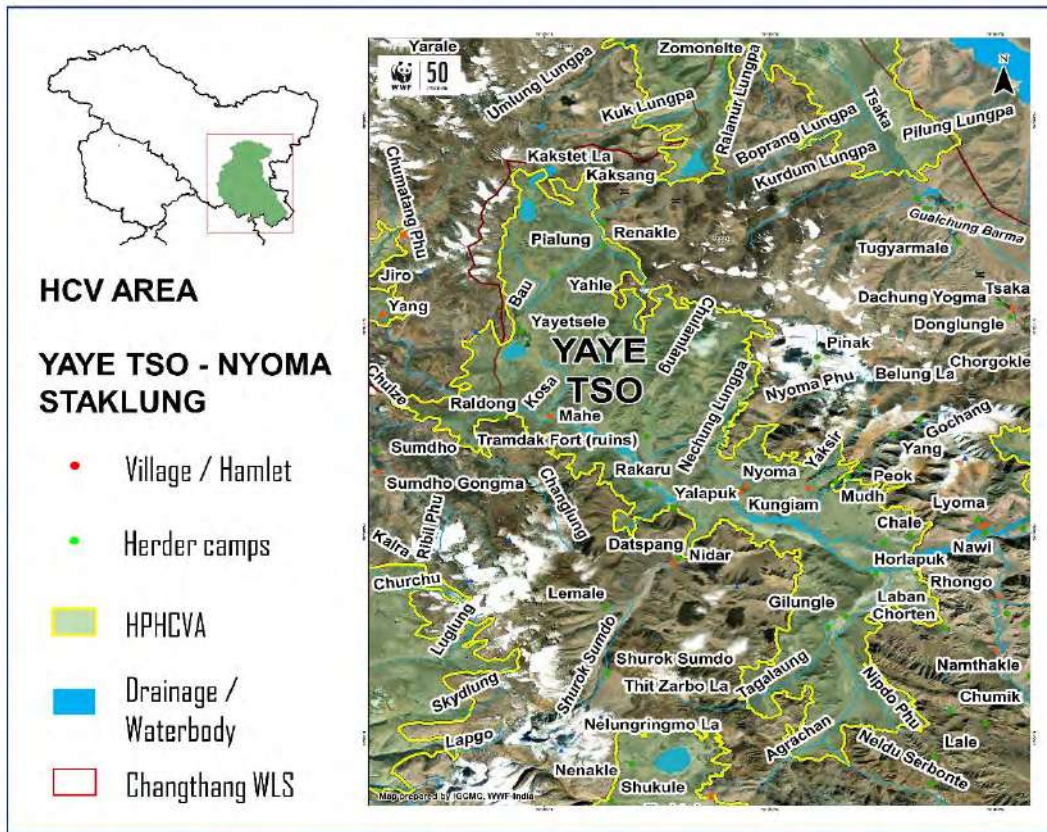 HCV AREA
YAYE TSO - NYOMA
STAKLUNG
Village / Hamlet
Herder camps
HPHCVA
Drainage /
Waterbody
Changthang WLS
WWF
50
N
Yarale
Zomonelte
Umlung Lungpa
Kuk Lungpa
Ralanur Lungpa
Tsaka
Boprang Lungpa
Pilung Lungpa
Kakstet La
Kaksang
Kurdum Lungpa
Chumatang Phu
Gualchung Barma
Pialung
Renakle
Tugyarmale
Jiro
Yang
Bau
Yahle
Tsaka
Dachung Yogma
Yayetsele
Chulamlang
Donglungle
YAYE
TSO
Pinak
Chorgokle
Belung La
Nyoma Phu
Chulze
Raldong
Kosa
Mahe
Nechung Lungpa
Gochang
Tramdak Fort (ruins)
Sumdho
Yaksir
Yang
Rakaru
Nyoma
Peok
Sumdho Gongma
Changlung
Yalapuk
Kungiam
Mudh
Lyoma
Ribil Phu
Chale
Kalra
Datspang
Nidar
Horlapuk
Nawi
Churchu
Rhongo
Lemale
Gilungle
Laban
Chorten
Luglung
Shurok Sumdo
Shurok Sumdo
Namthakle
Skydlung
Thit Zarbo La
Tagalaung
Nipdo Phu
Chumik
Nelungringmo La
Lapgo
Agrachan
Neldu Serbonte
Lale
Nenakle
Shukule
Map prepared by IGCMC, WWF-India